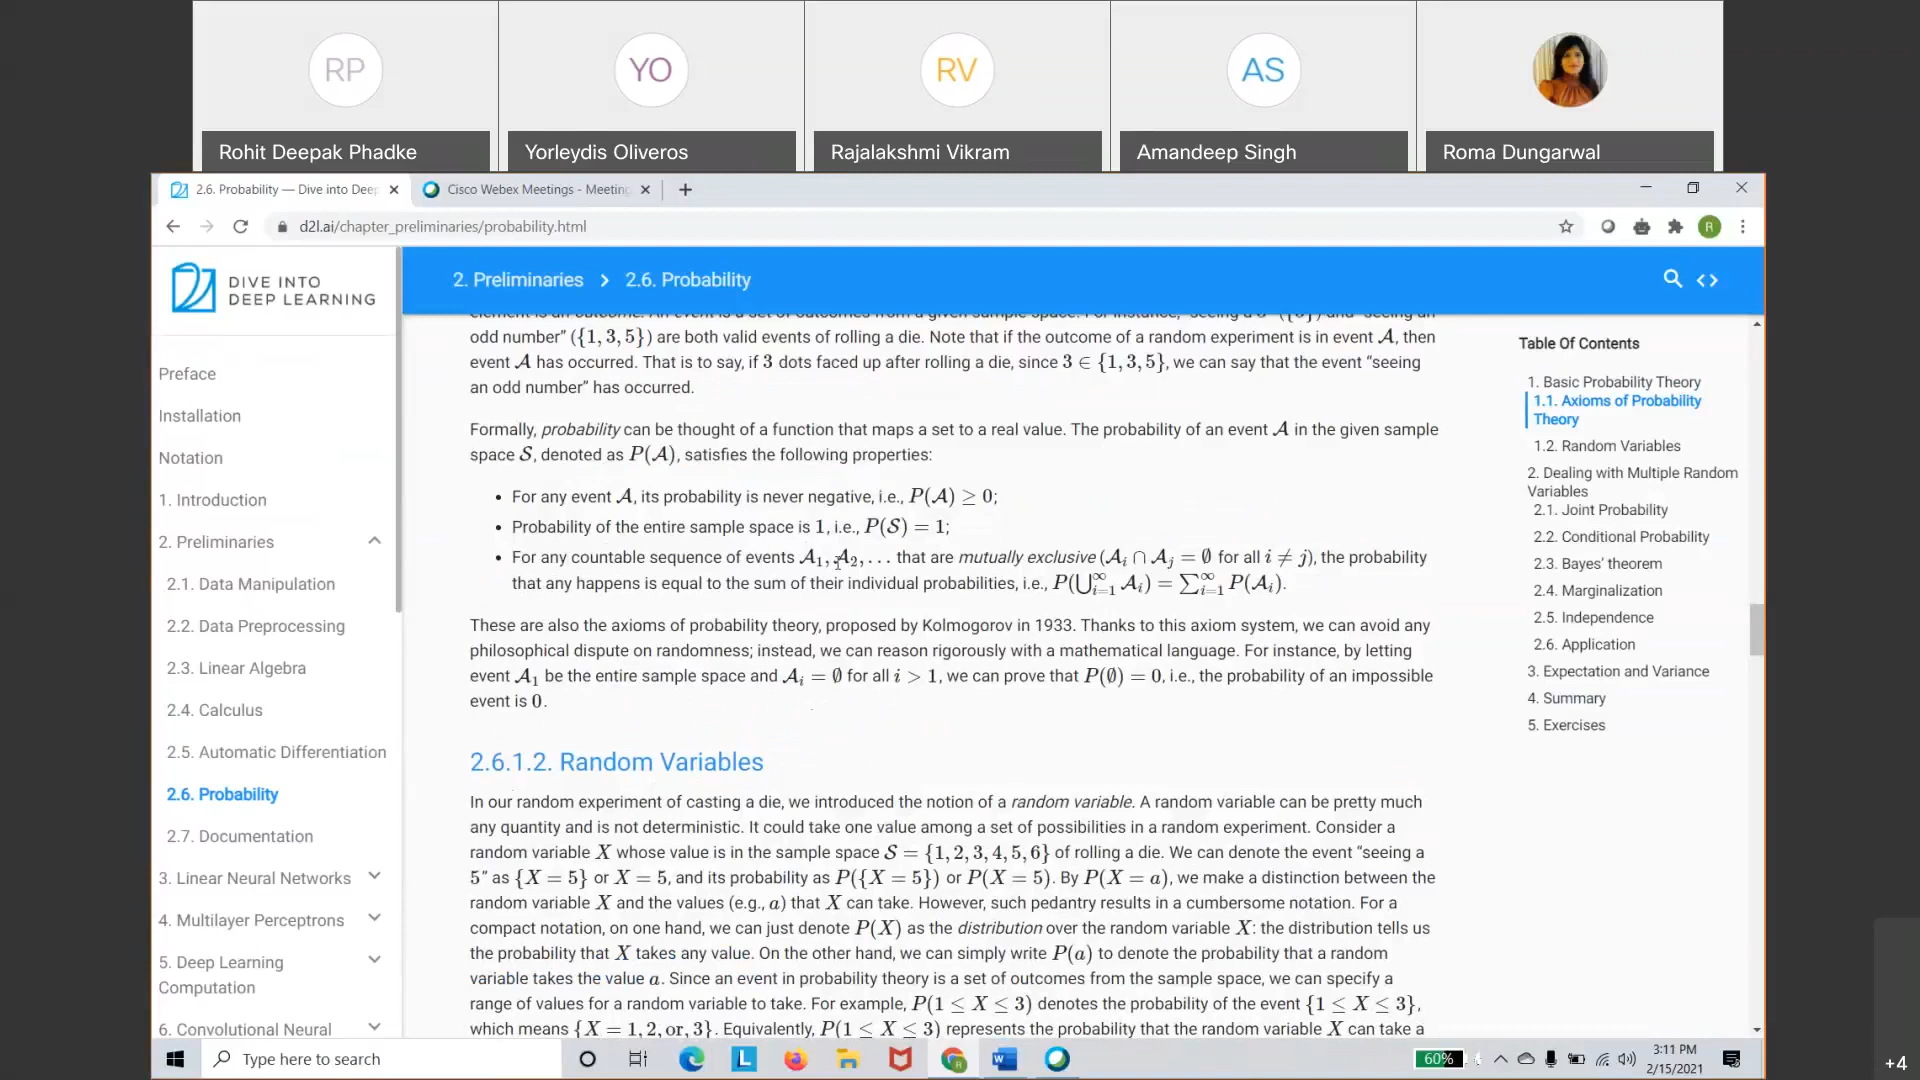 RP
YO
RV
AS
Rohit Deepak Phadke
Yorleydis Oliveros
Rajalakshmi Vikram
Amandeep Singh
Roma Dungarwal
2.6. Probability — Dive into Deep
Cisco Webex Meetings - Meeting
d2l.ai/chapter_preliminaries/probability.html
R
DIVE INTO
DEEP LEARNING
Preface
Installation
Notation
1. Introduction
2. Preliminaries
2.1. Data Manipulation
2.2. Data Preprocessing
2.3. Linear Algebra
2.4. Calculus
2.5. Automatic Differentiation
2.6. Probability
2.7. Documentation
3. Linear Neural Networks
4. Multilayer Perceptrons
5. Deep Learning
Computation
6. Convolutional Neural
2. Preliminaries > 2.6. Probability
element is an outcome. An event is a set of outcomes from a given sample space. For instance, “seeing a 5” ({5}) and “seeing an
odd number” ({1, 3, 5}) are both valid events of rolling a die. Note that if the outcome of a random experiment is in event 𝒜, then
event 𝒜 has occurred. That is to say, if 3 dots faced up after rolling a die, since 3 ∈ {1, 3, 5}, we can say that the event “seeing
an odd number” has occurred.
Formally, probability can be thought of a function that maps a set to a real value. The probability of an event 𝒜 in the given sample
space 𝒮, denoted as P(𝒜), satisfies the following properties:
• For any event 𝒜, its probability is never negative, i.e., P(𝒜) ≥ 0;
• Probability of the entire sample space is 1, i.e., P(𝒮) = 1;
• For any countable sequence of events 𝒜₁, 𝒜₂, … that are mutually exclusive (𝒜ᵢ ∩ 𝒜ⱼ = ∅ for all i ≠ j), the probability
that any happens is equal to the sum of their individual probabilities, i.e., P(⋃ᵢ₌₁^∞ 𝒜ᵢ) = ∑ᵢ₌₁^∞ P(𝒜ᵢ).
These are also the axioms of probability theory, proposed by Kolmogorov in 1933. Thanks to this axiom system, we can avoid any
philosophical dispute on randomness; instead, we can reason rigorously with a mathematical language. For instance, by letting
event 𝒜₁ be the entire sample space and 𝒜ᵢ = ∅ for all i > 1, we can prove that P(∅) = 0, i.e., the probability of an impossible
event is 0.
2.6.1.2. Random Variables
In our random experiment of casting a die, we introduced the notion of a random variable. A random variable can be pretty much
any quantity and is not deterministic. It could take one value among a set of possibilities in a random experiment. Consider a
random variable X whose value is in the sample space 𝒮 = {1, 2, 3, 4, 5, 6} of rolling a die. We can denote the event “seeing a
5” as {X = 5} or X = 5, and its probability as P({X = 5}) or P(X = 5). By P(X = a), we make a distinction between the
random variable X and the values (e.g., a) that X can take. However, such pedantry results in a cumbersome notation. For a
compact notation, on one hand, we can just denote P(X) as the distribution over the random variable X: the distribution tells us
the probability that X takes any value. On the other hand, we can simply write P(a) to denote the probability that a random
variable takes the value a. Since an event in probability theory is a set of outcomes from the sample space, we can specify a
range of values for a random variable to take. For example, P(1 ≤ X ≤ 3) denotes the probability of the event {1 ≤ X ≤ 3},
which means {X = 1, 2, or, 3}. Equivalently, P(1 ≤ X ≤ 3) represents the probability that the random variable X can take a
Table Of Contents
1. Basic Probability Theory
1.1. Axioms of Probability
Theory
1.2. Random Variables
2. Dealing with Multiple Random
Variables
2.1. Joint Probability
2.2. Conditional Probability
2.3. Bayes’ theorem
2.4. Marginalization
2.5. Independence
2.6. Application
3. Expectation and Variance
4. Summary
5. Exercises
Type here to search
60%
3:11 PM
2/15/2021
+4